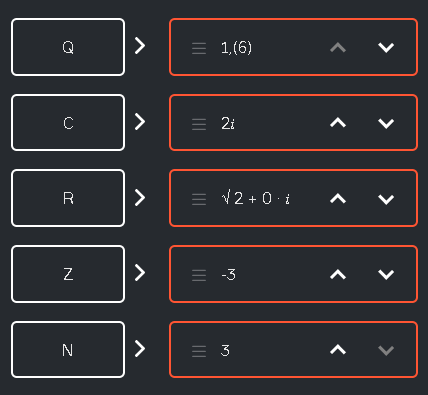 Q 1,(6)
C 2i
R √2 + 0 · i
Z -3
N 3